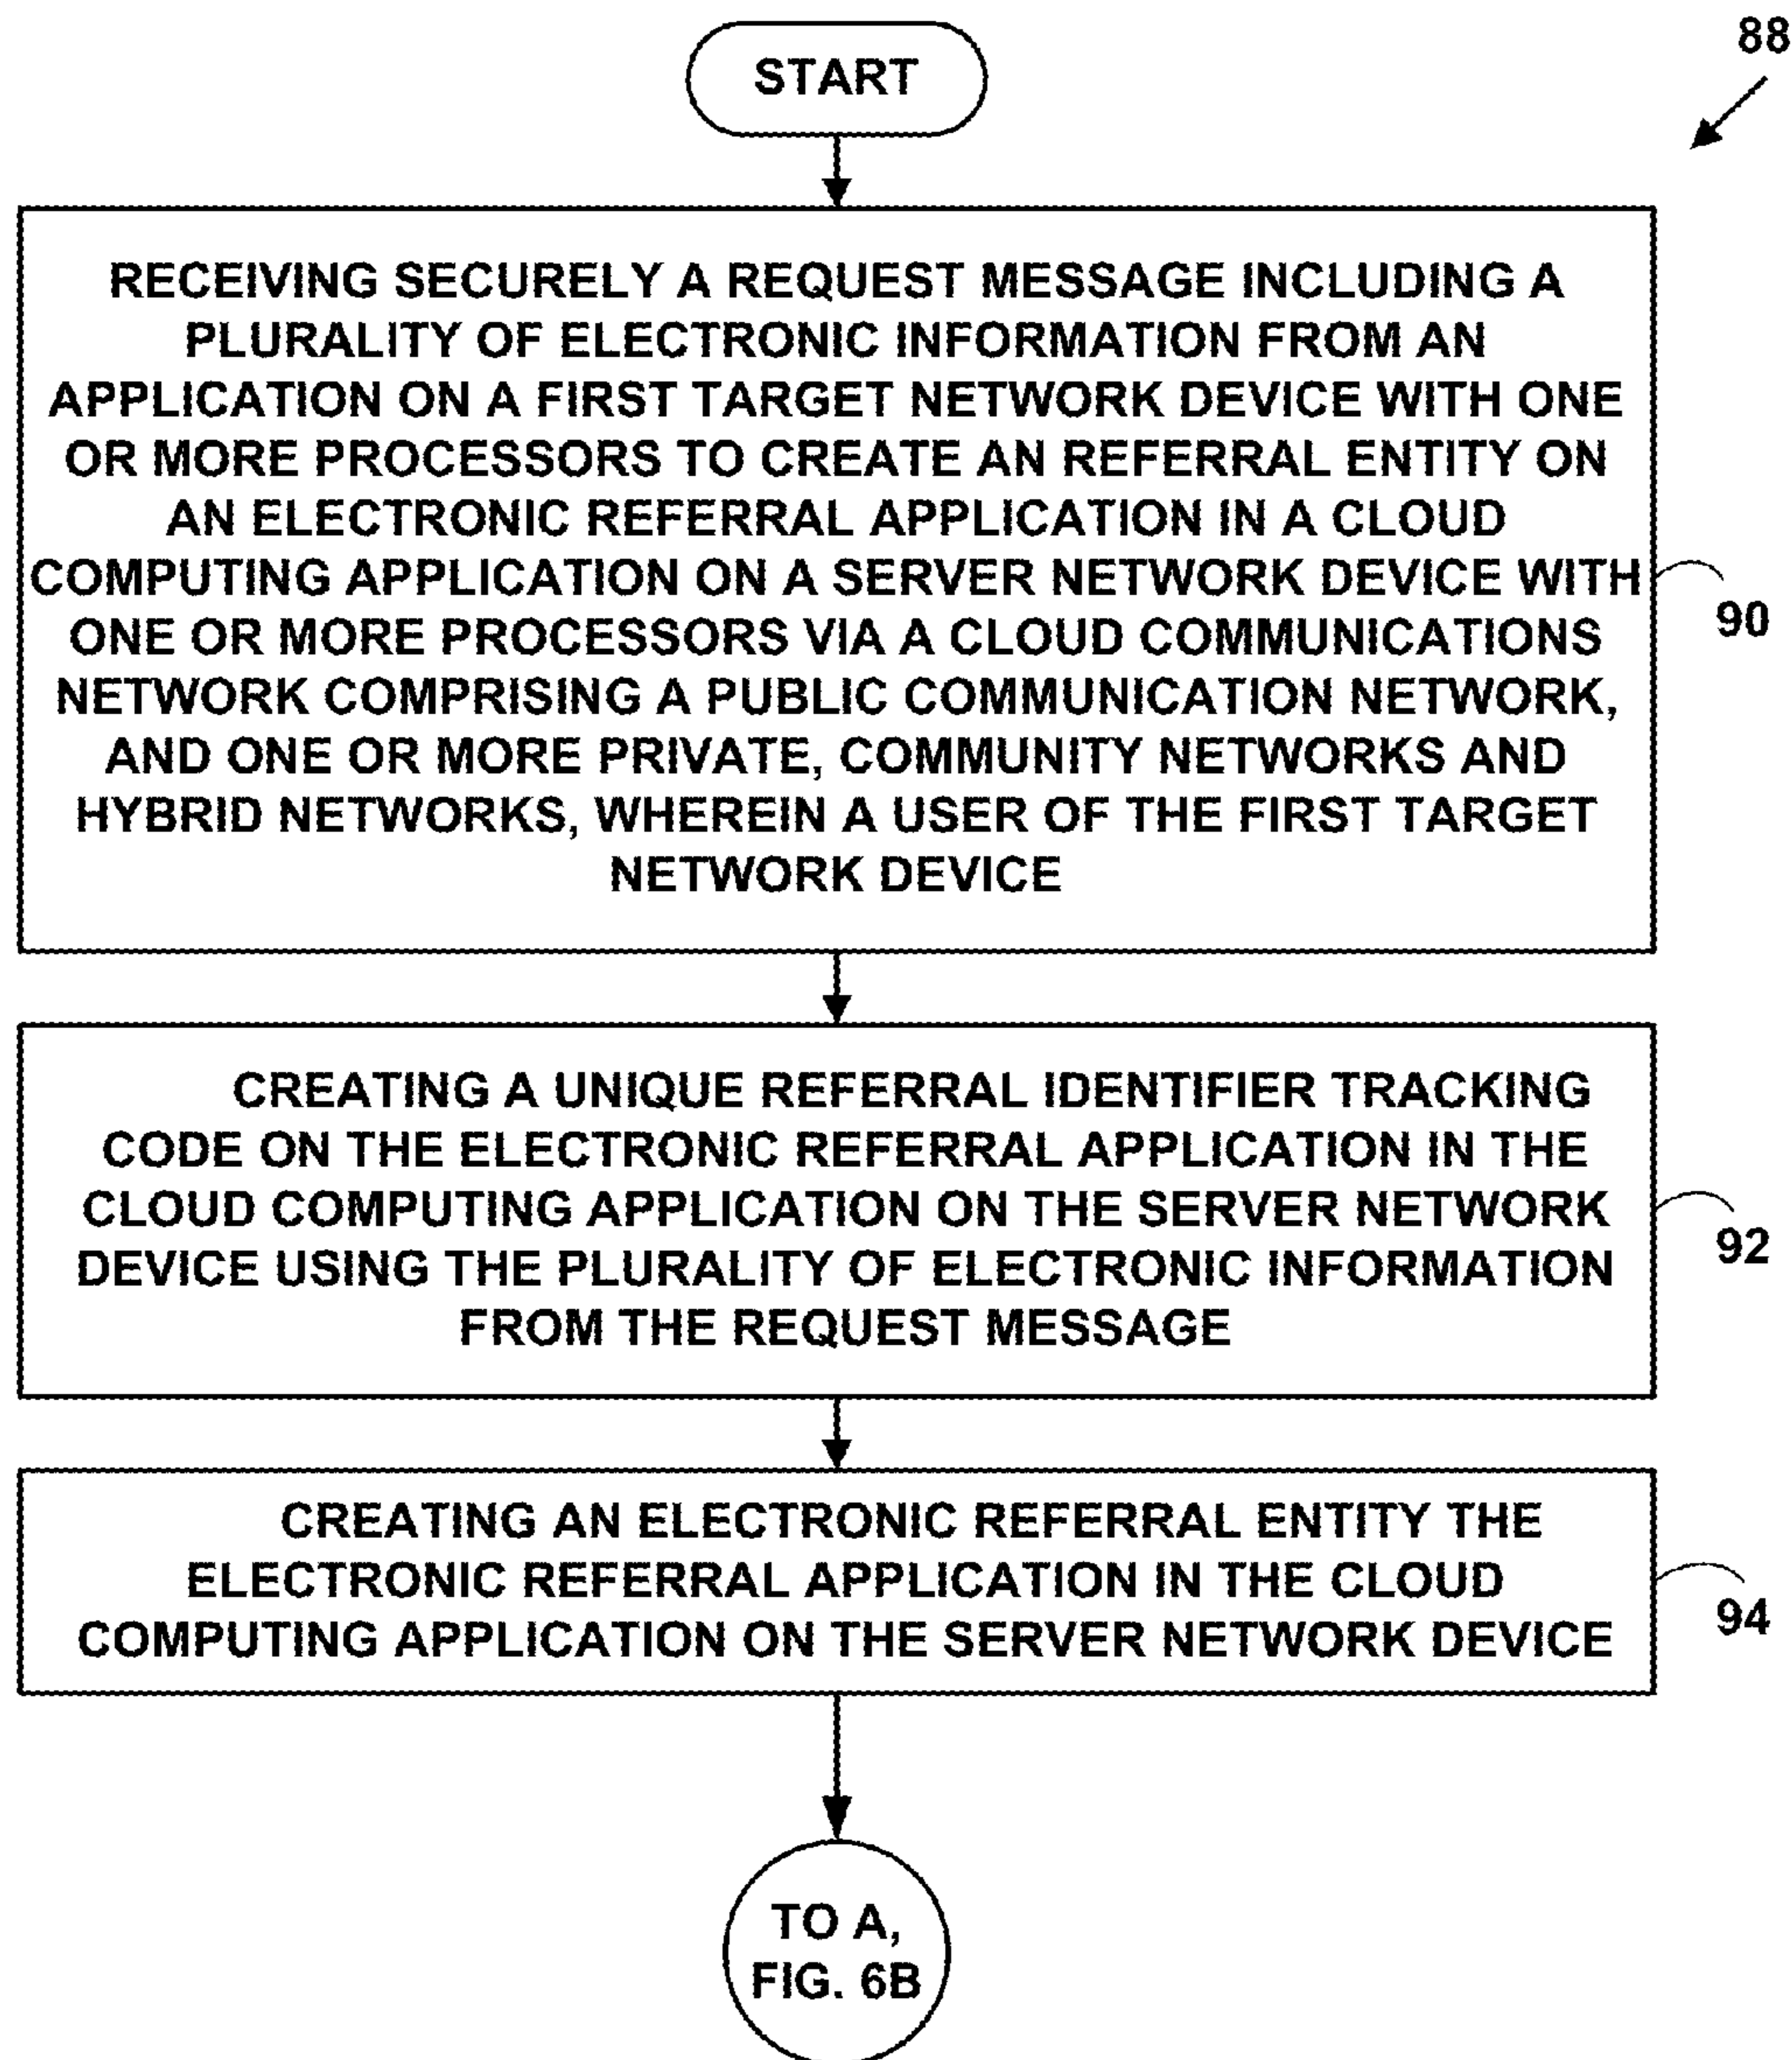 START
88
RECEIVING SECURELY A REQUEST MESSAGE INCLUDING A
PLURALITY OF ELECTRONIC INFORMATION FROM AN
APPLICATION ON A FIRST TARGET NETWORK DEVICE WITH ONE
OR MORE PROCESSORS TO CREATE AN REFERRAL ENTITY ON
AN ELECTRONIC REFERRAL APPLICATION IN A CLOUD
COMPUTING APPLICATION ON A SERVER NETWORK DEVICE WITH
ONE OR MORE PROCESSORS VIA A CLOUD COMMUNICATIONS
NETWORK COMPRISING A PUBLIC COMMUNICATION NETWORK,
AND ONE OR MORE PRIVATE, COMMUNITY NETWORKS AND
HYBRID NETWORKS, WHEREIN A USER OF THE FIRST TARGET
NETWORK DEVICE
90
CREATING A UNIQUE REFERRAL IDENTIFIER TRACKING
CODE ON THE ELECTRONIC REFERRAL APPLICATION IN THE
CLOUD COMPUTING APPLICATION ON THE SERVER NETWORK
DEVICE USING THE PLURALITY OF ELECTRONIC INFORMATION
FROM THE REQUEST MESSAGE
92
CREATING AN ELECTRONIC REFERRAL ENTITY THE
ELECTRONIC REFERRAL APPLICATION IN THE CLOUD
COMPUTING APPLICATION ON THE SERVER NETWORK DEVICE
94
TO A,
FIG. 6B